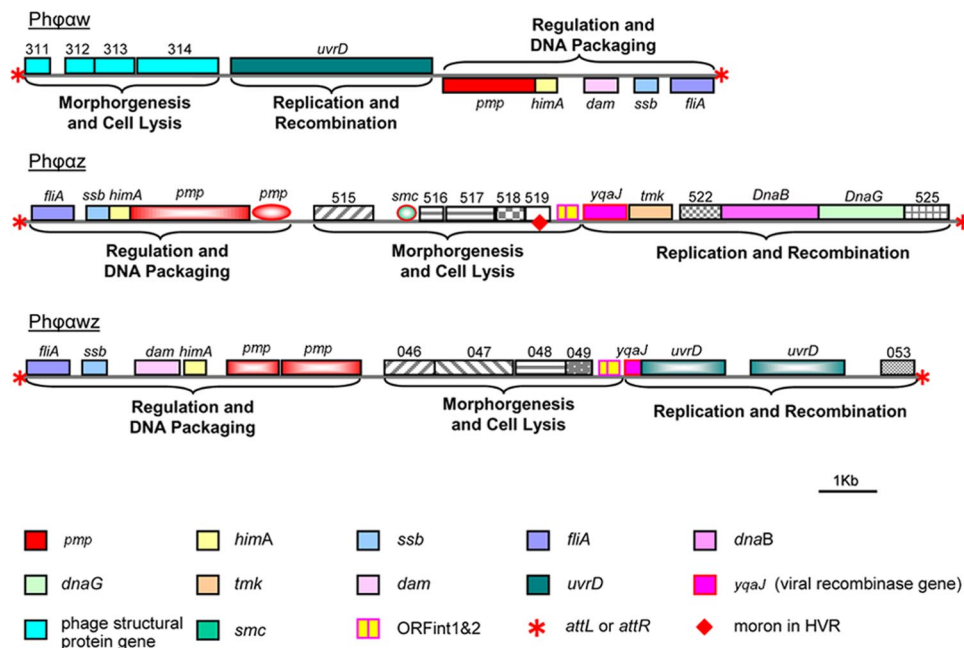 Phφaw
Regulation and
DNA Packaging
311 312 313 314 uvrD
Morphorgenesis
and Cell Lysis
Replication and
Recombination
pmp himA dam ssb fliA
Phφaz
fliA ssb himA pmp pmp 515 smc 516 517 518 519 yqaJ tmk 522 DnaB DnaG 525
Regulation and
DNA Packaging
Morphorgenesis
and Cell Lysis
Replication and Recombination
Phφawz
fliA ssb dam himA pmp pmp 046 047 048 049 yqaJ uvrD uvrD 053
Regulation and
DNA Packaging
Morphorgenesis
and Cell Lysis
Replication and Recombination
1Kb
pmp himA ssb fliA dnaB
dnaG tmk dam uvrD yqaJ (viral recombinase gene)
phage structural
protein gene
smc ORFint1&2 attL or attR moron in HVR